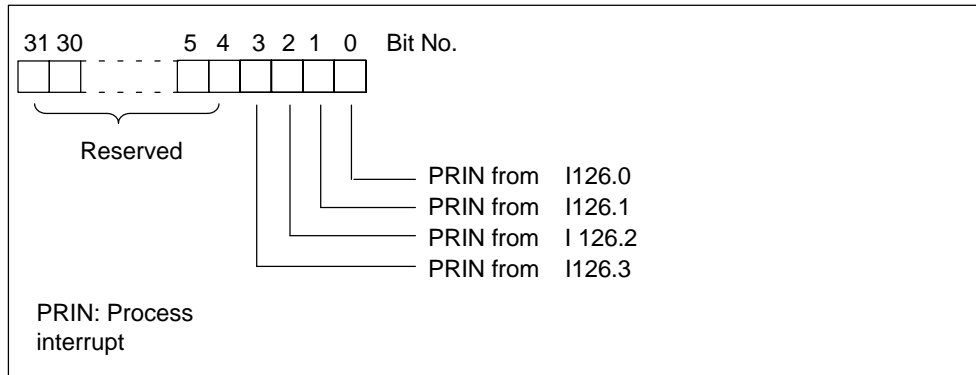 31 30 5 4 3 2 1 0 Bit No.
Reserved
PRIN from I126.0
PRIN from I126.1
PRIN from I 126.2
PRIN from I126.3
PRIN: Process
interrupt